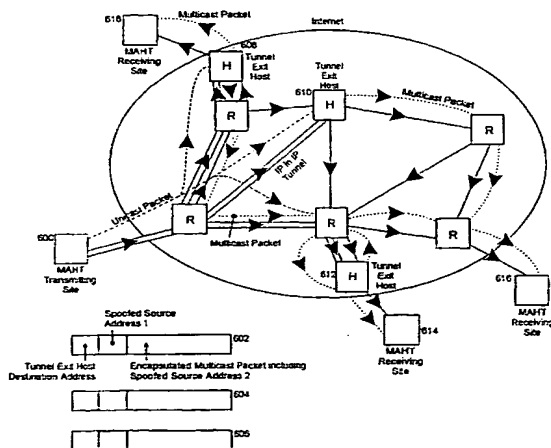 618
Multicast Packet
Internet
MAHT
Receiving
Site
608
H
Tunnel
Exit
Host
Tunnel
Exit
Host
610
H
R
Multicast Packet
R
IP in IP
Tunnel
Unicast Packet
600
R
Multicast Packet
R
R
MAHT
Transmitting
Site
612
H
Tunnel
Exit
Host
616
614
MAHT
Receiving
Site
MAHT
Receiving
Site
Spoofed Source
Address 1
602
Tunnel Exit Host
Destination Address
Encapsulated Multicast Packet including
Spoofed Source Address 2
604